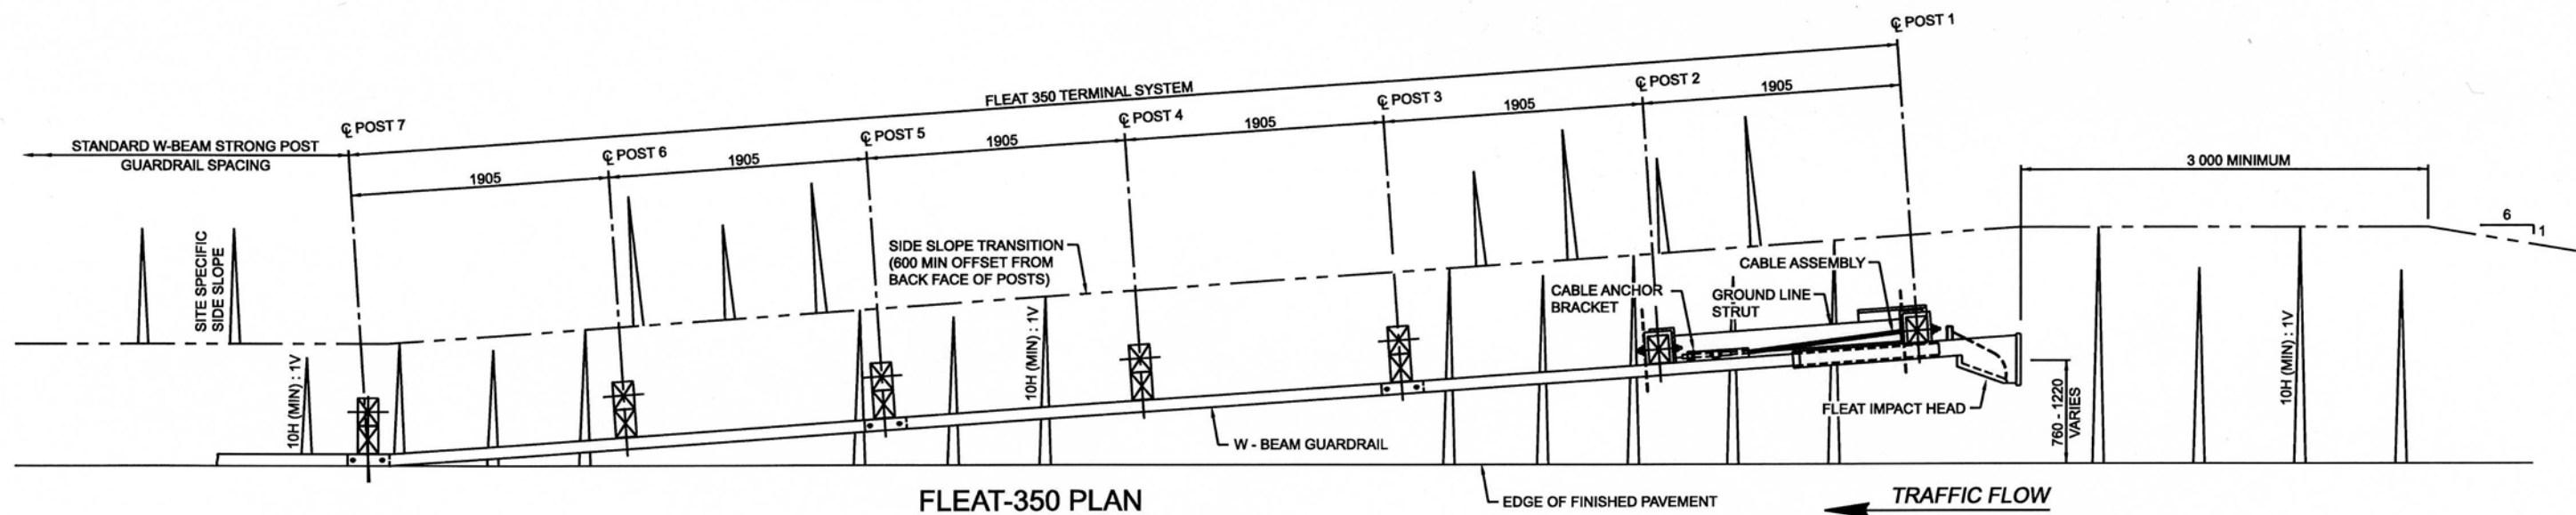 ℄ POST 1
FLEAT 350 TERMINAL SYSTEM
℄ POST 2
1905
℄ POST 3
1905
℄ POST 4
1905
℄ POST 5
1905
℄ POST 6
1905
℄ POST 7
1905
STANDARD W-BEAM STRONG POST
GUARDRAIL SPACING
3 000 MINIMUM
6
1
SITE SPECIFIC
SIDE SLOPE
SIDE SLOPE TRANSITION
(600 MIN OFFSET FROM
BACK FACE OF POSTS)
CABLE ASSEMBLY
CABLE ANCHOR
BRACKET
GROUND LINE
STRUT
10H (MIN) : 1V
10H (MIN) : 1V
10H (MIN) : 1V
760 - 1220
VARIES
FLEAT IMPACT HEAD
W - BEAM GUARDRAIL
EDGE OF FINISHED PAVEMENT
FLEAT-350 PLAN
TRAFFIC FLOW